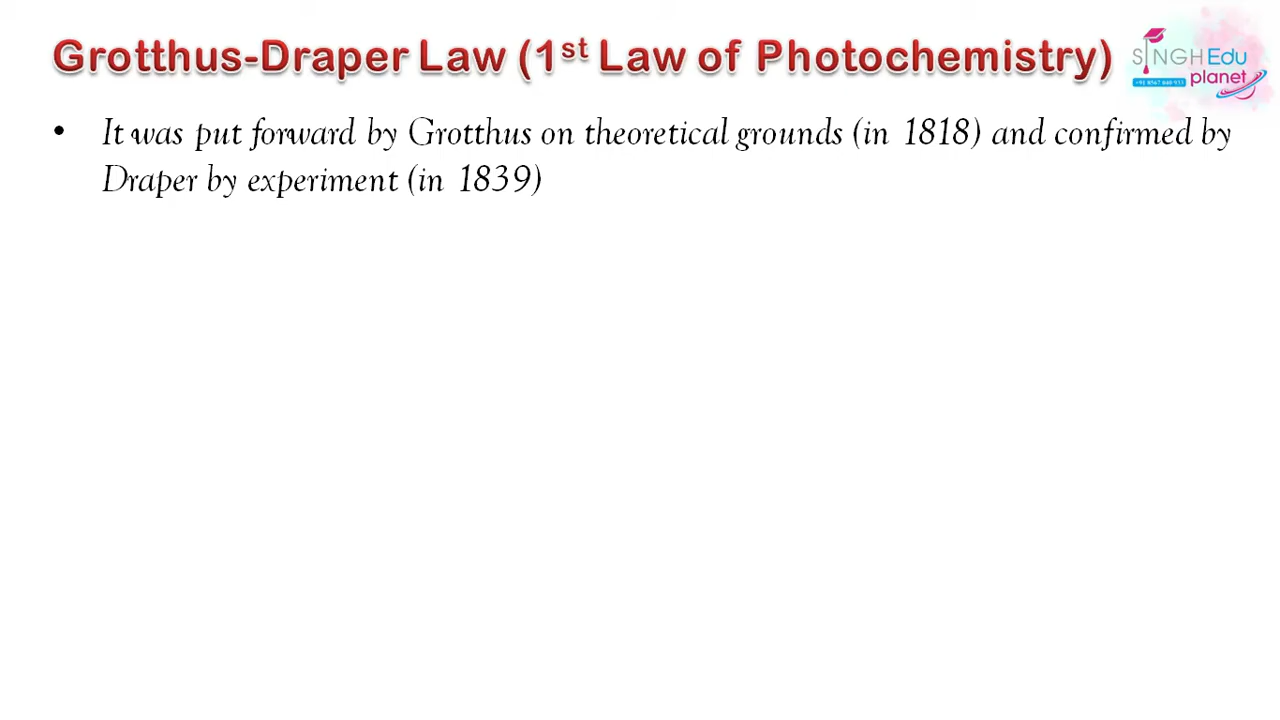 Grotthus-Draper Law (1st Law of Photochemistry)
SINGH Edu
planet
• It was put forward by Grotthus on theoretical grounds (in 1818) and confirmed by
Draper by experiment (in 1839)